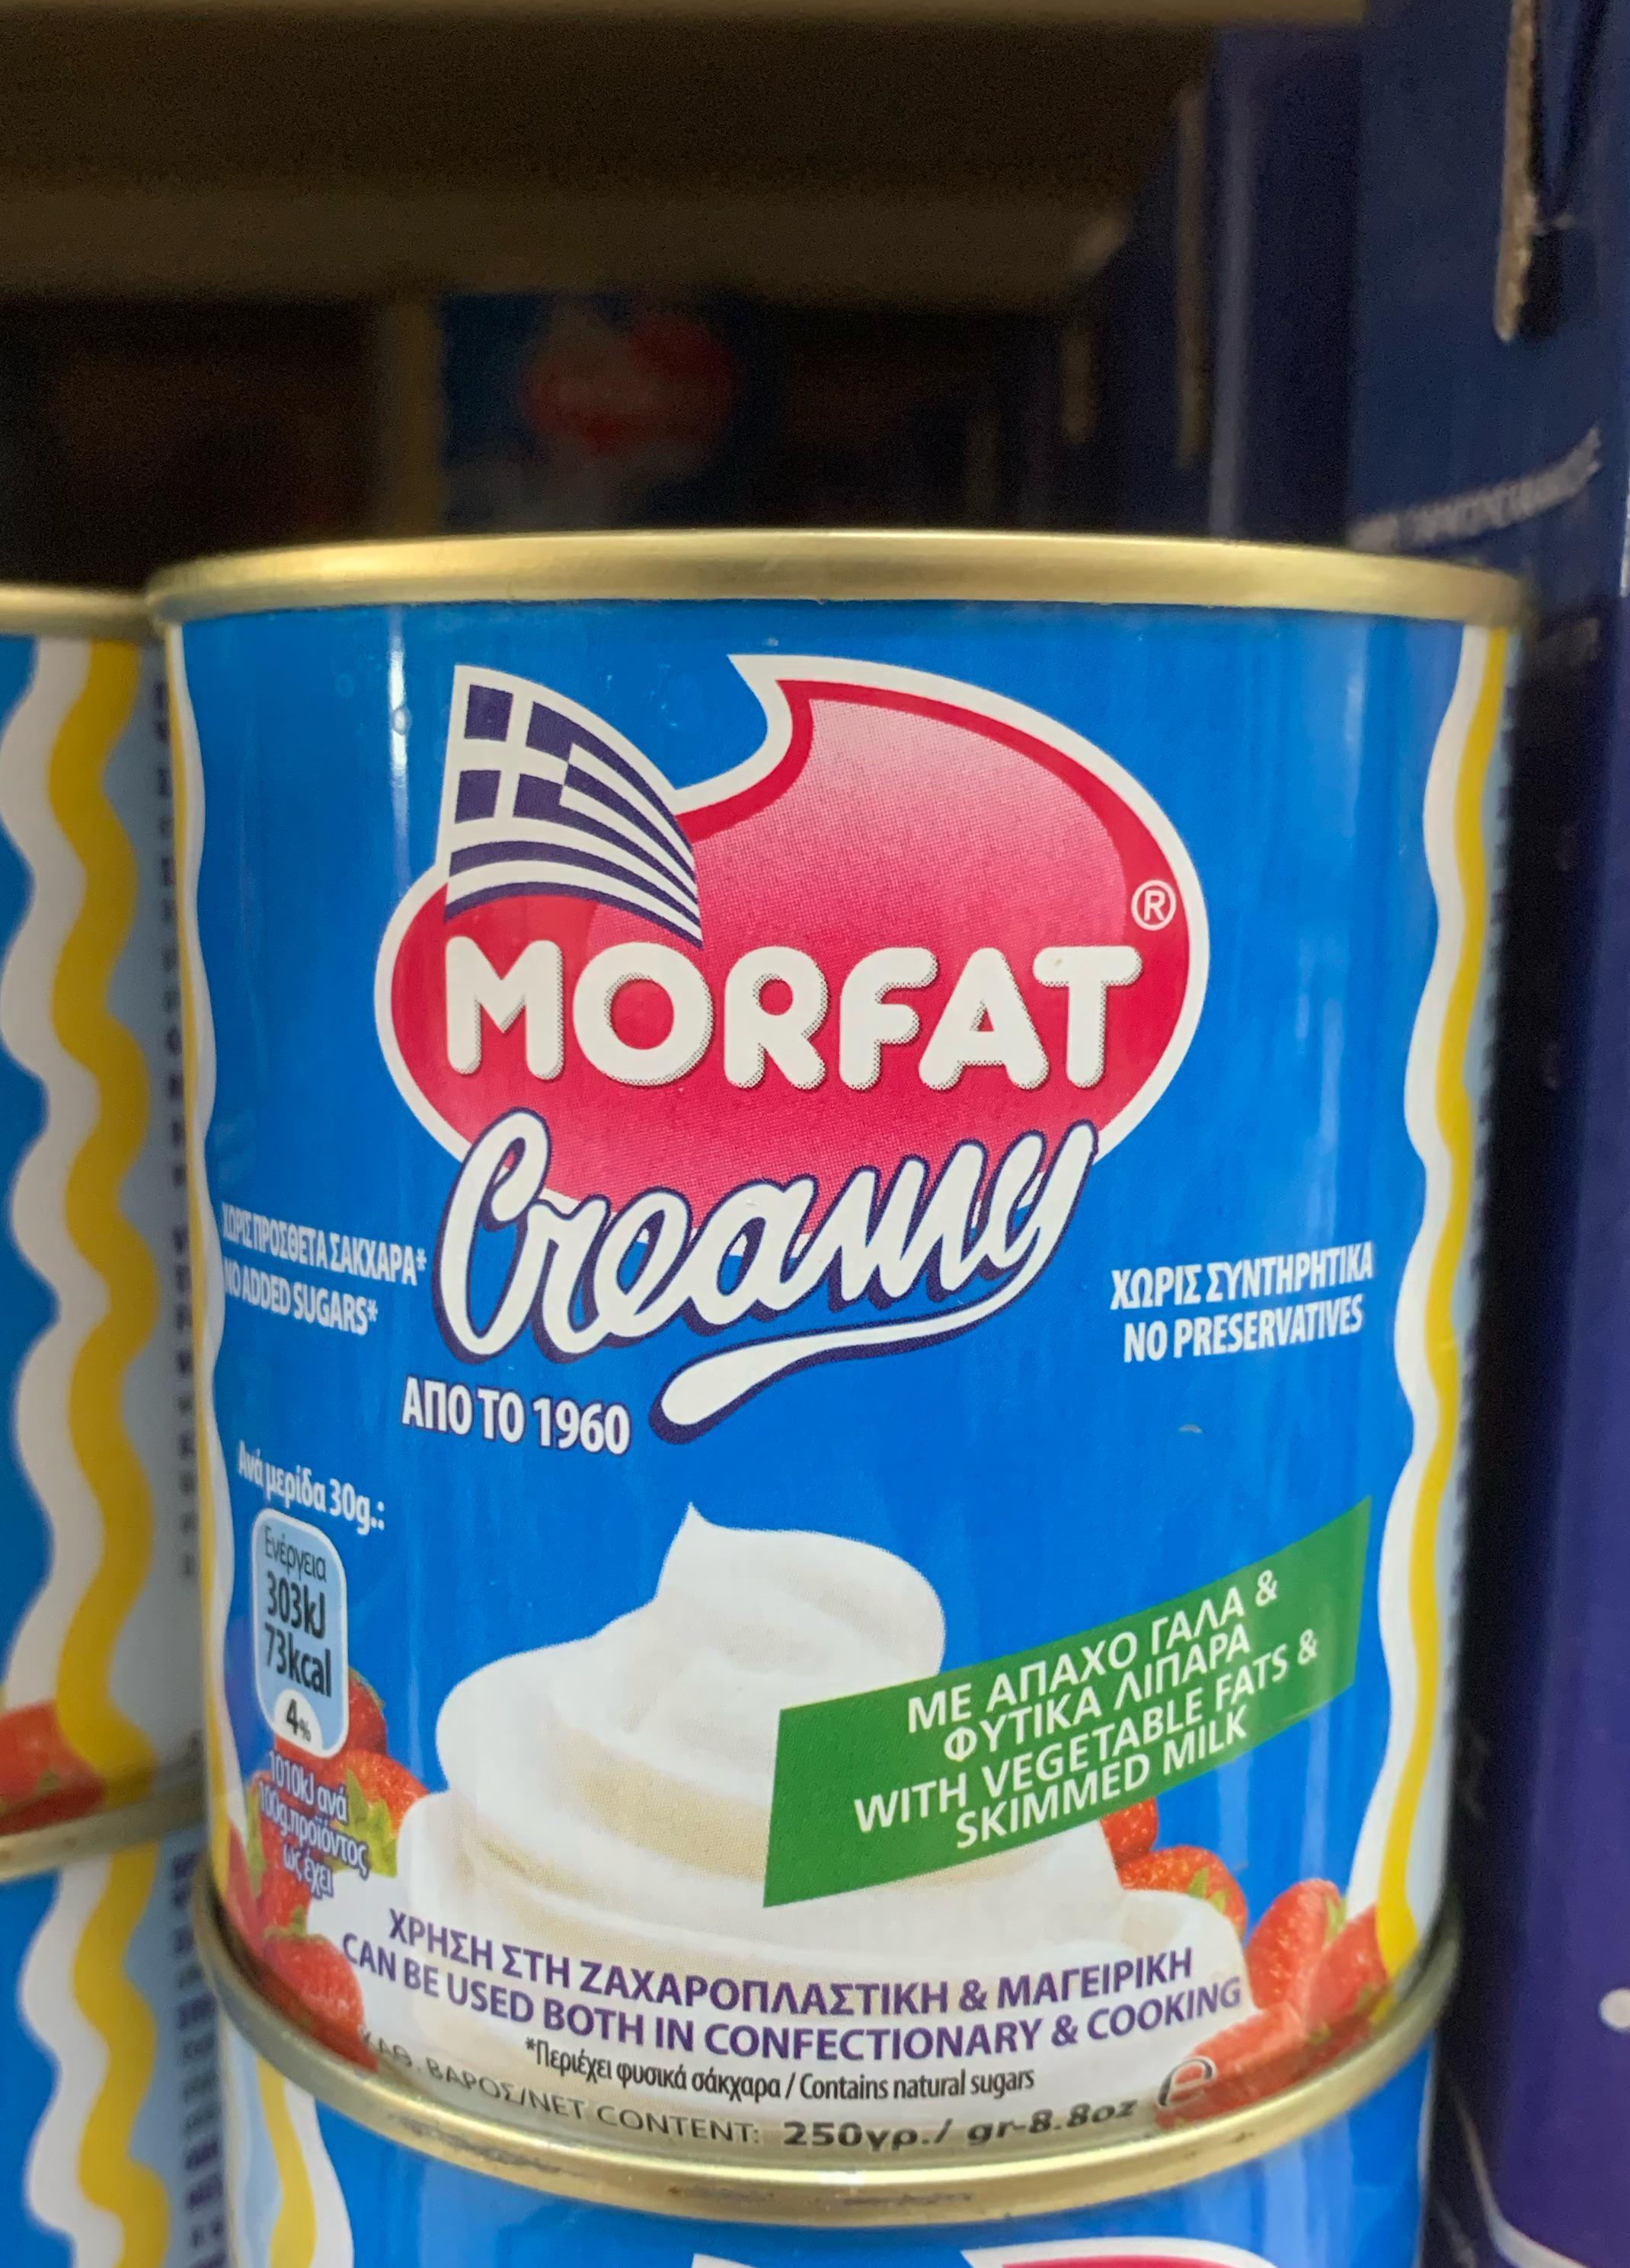 MORFAT®
Creamy
ΑΠΟ ΤΟ 1960
ΧΩΡΙΣ ΠΡΟΣΘΕΤΑ ΣΑΚΧΑΡΑ*
NO ADDED SUGARS*
ΧΩΡΙΣ ΣΥΝΤΗΡΗΤΙΚΑ
NO PRESERVATIVES
Ανά μερίδα 30g.:
Ενέργεια
303kJ
73kcal
4%
1010kJ ανά
100g.προϊόντος
ως έχει
ΜΕ ΑΠΑΧΟ ΓΑΛΑ &
ΦΥΤΙΚΑ ΛΙΠΑΡΑ
WITH VEGETABLE FATS &
SKIMMED MILK
ΧΡΗΣΗ ΣΤΗ ΖΑΧΑΡΟΠΛΑΣΤΙΚΗ & ΜΑΓΕΙΡΙΚΗ
CAN BE USED BOTH IN CONFECTIONARY & COOKING
*Περιέχει φυσικά σάκχαρα / Contains natural sugars
ΚΑΘ. ΒΑΡΟΣ/NET CONTENT: 250γρ./ gr-8.8oz e